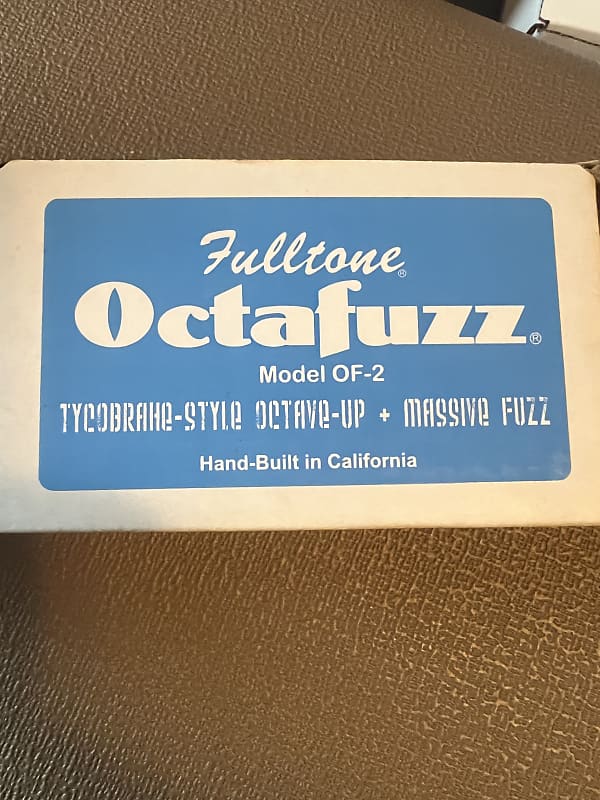 Fulltone®
Octafuzz®
Model OF-2
TYCOBRAHe-STYLe OCTAVe-UP + MASSIVe FUZZ
Hand-Built in California